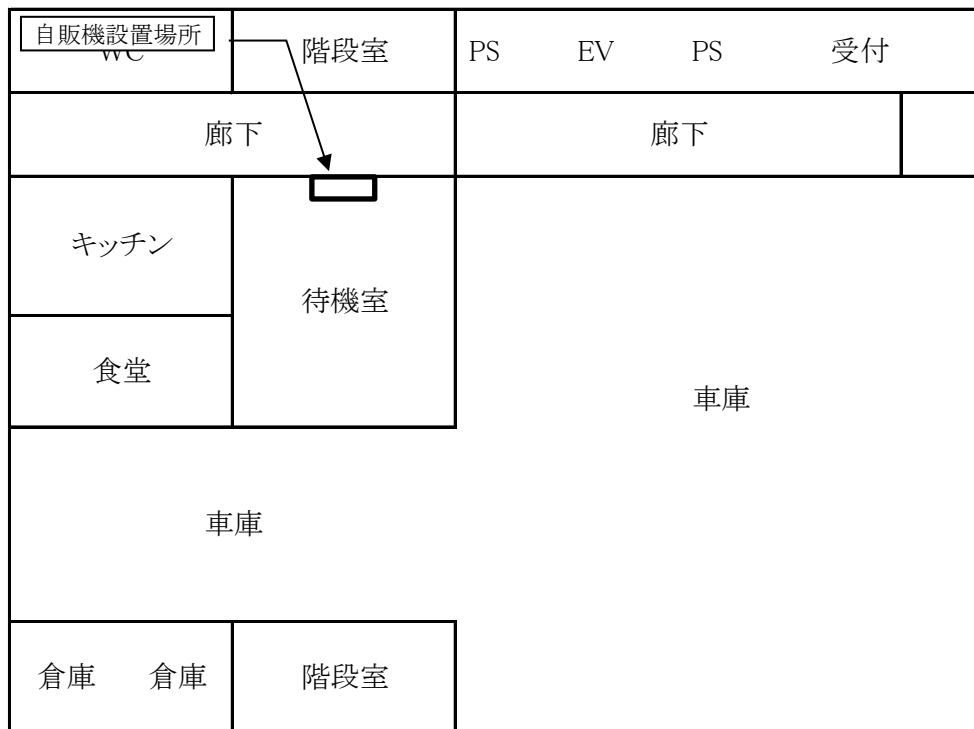 自販機設置場所
WC 階段室 PS EV PS 受付
廊下 廊下
キッチン
待機室
食堂
車庫
車庫
倉庫 倉庫 階段室